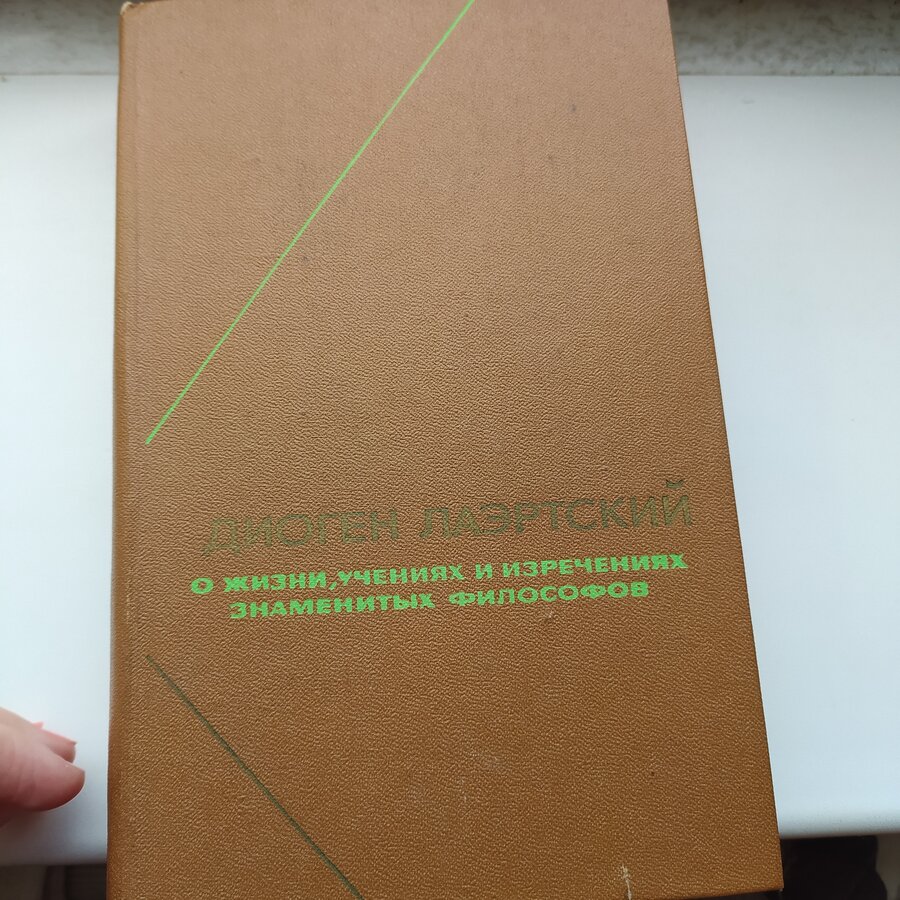 ДИОГЕН ЛАЭРТСКИЙ
О ЖИЗНИ, УЧЕНИЯХ И ИЗРЕЧЕНИЯХ
ЗНАМЕНИТЫХ ФИЛОСОФОВ